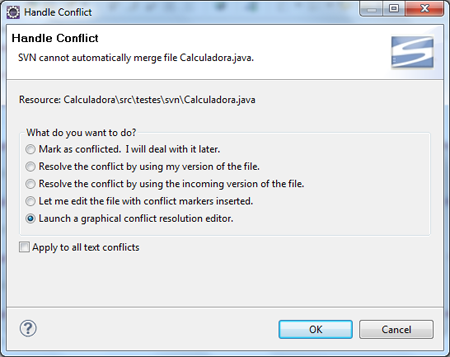 Handle Conflict
Handle Conflict
SVN cannot automatically merge file Calculadora.java.
Resource: Calculadora\src\testes\svn\Calculadora.java
What do you want to do?
Mark as conflicted.  I will deal with it later.
Resolve the conflict by using my version of the file.
Resolve the conflict by using the incoming version of the file.
Let me edit the file with conflict markers inserted.
Launch a graphical conflict resolution editor.
Apply to all text conflicts
?
OK Cancel